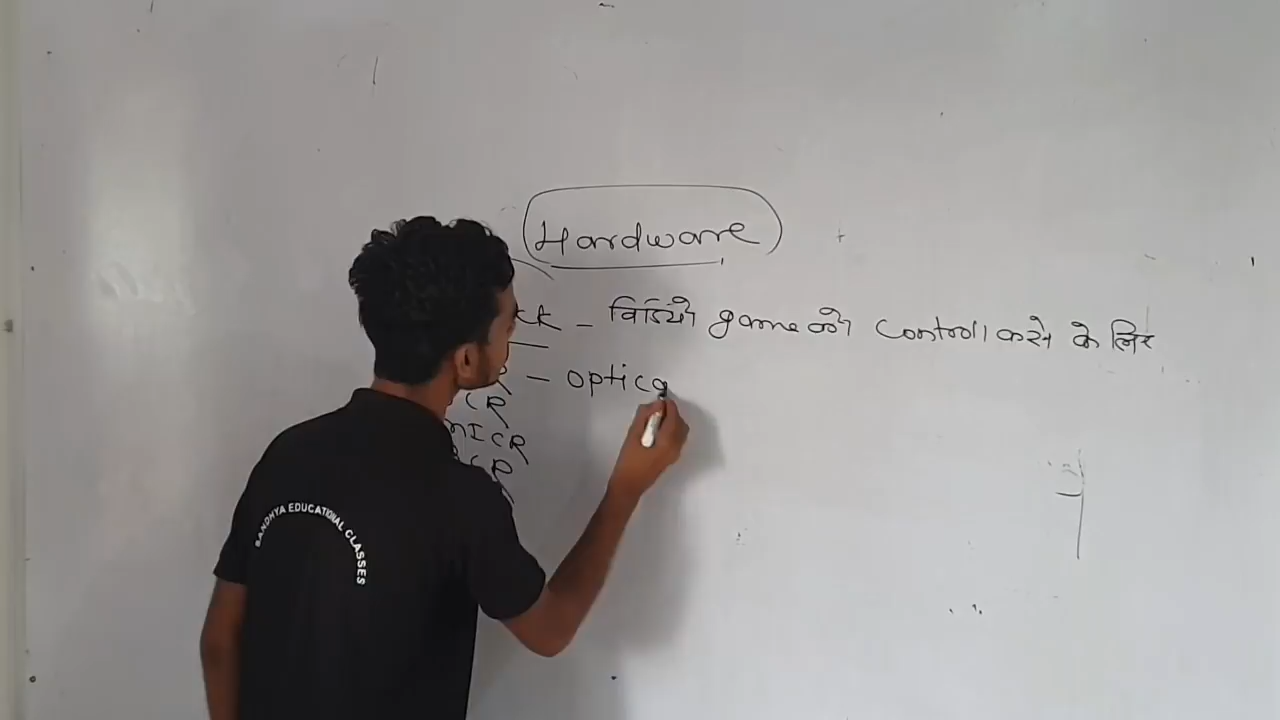 Hardware
ck – विडियो game को control करने के लिए
R – optica
CR
MICR
CR
SANDHYA EDUCATIONAL CLASSES